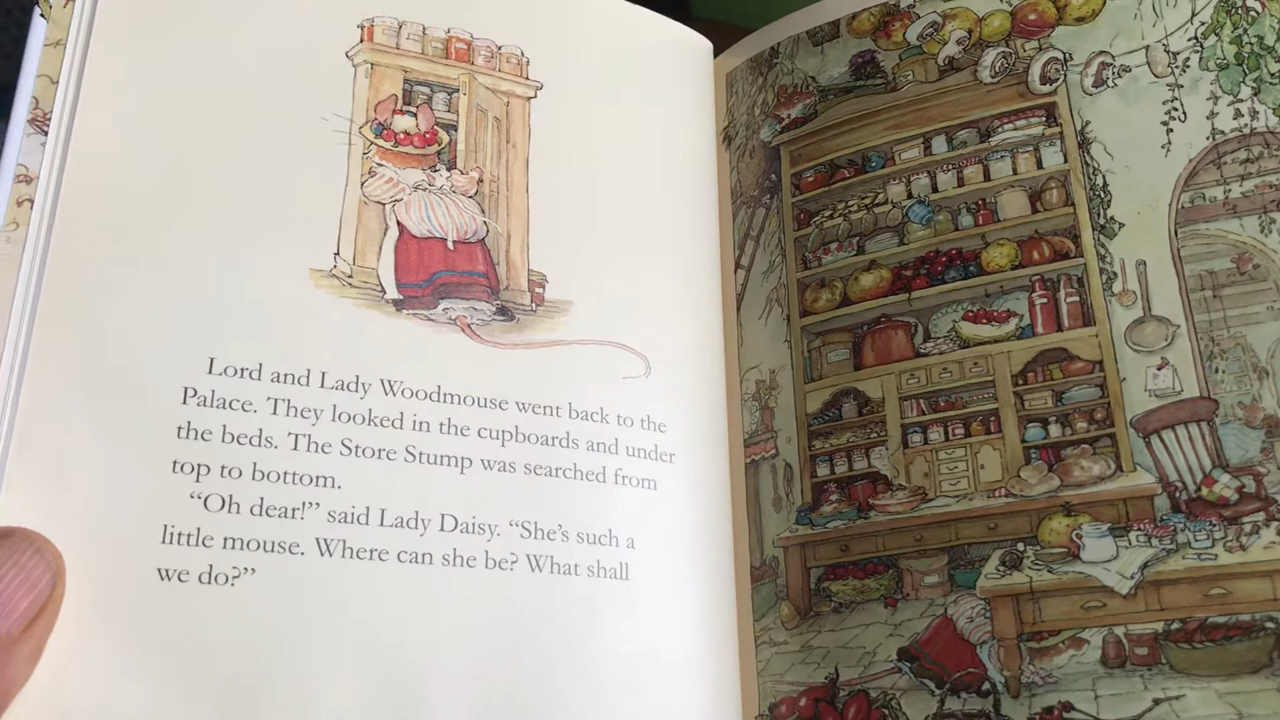 Lord and Lady Woodmouse went back to the
Palace. They looked in the cupboards and under
the beds. The Store Stump was searched from
top to bottom.
“Oh dear!” said Lady Daisy. “She’s such a
little mouse. Where can she be? What shall
we do?”